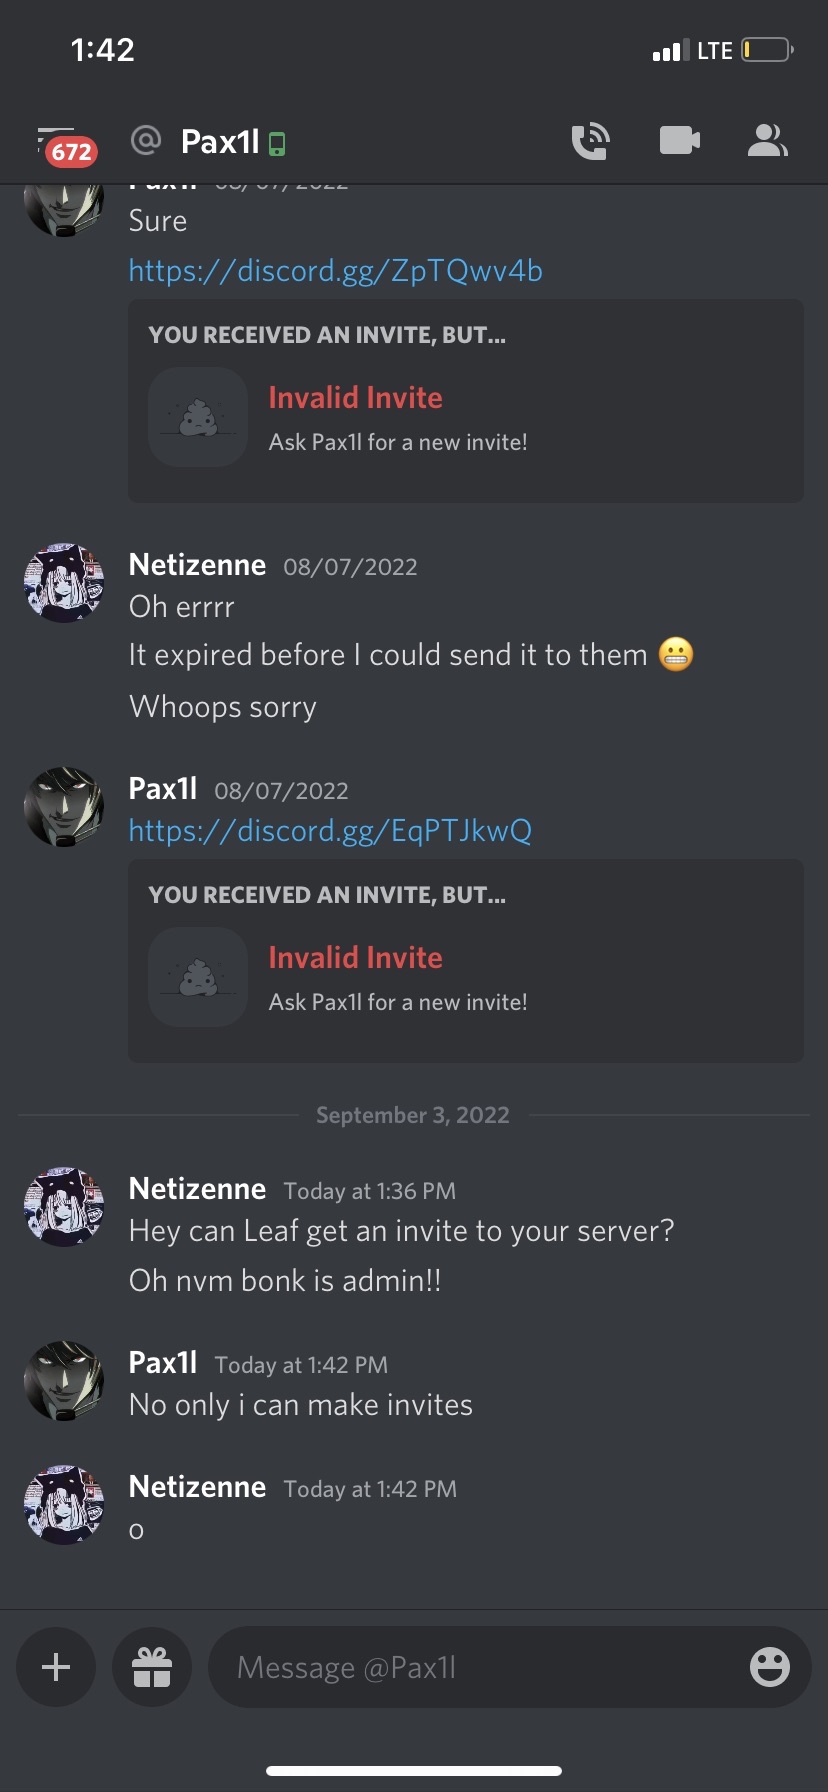 1:42
LTE
672
Pax1l
Pax1l 08/07/2022
Sure
https://discord.gg/ZpTQwv4b
YOU RECEIVED AN INVITE, BUT...
Invalid Invite
Ask Pax1l for a new invite!
Netizenne 08/07/2022
Oh errrr
It expired before I could send it to them 😬
Whoops sorry
Pax1l 08/07/2022
https://discord.gg/EqPTJkwQ
YOU RECEIVED AN INVITE, BUT...
Invalid Invite
Ask Pax1l for a new invite!
September 3, 2022
Netizenne Today at 1:36 PM
Hey can Leaf get an invite to your server?
Oh nvm bonk is admin!!
Pax1l Today at 1:42 PM
No only i can make invites
Netizenne Today at 1:42 PM
o
Message @Pax1l